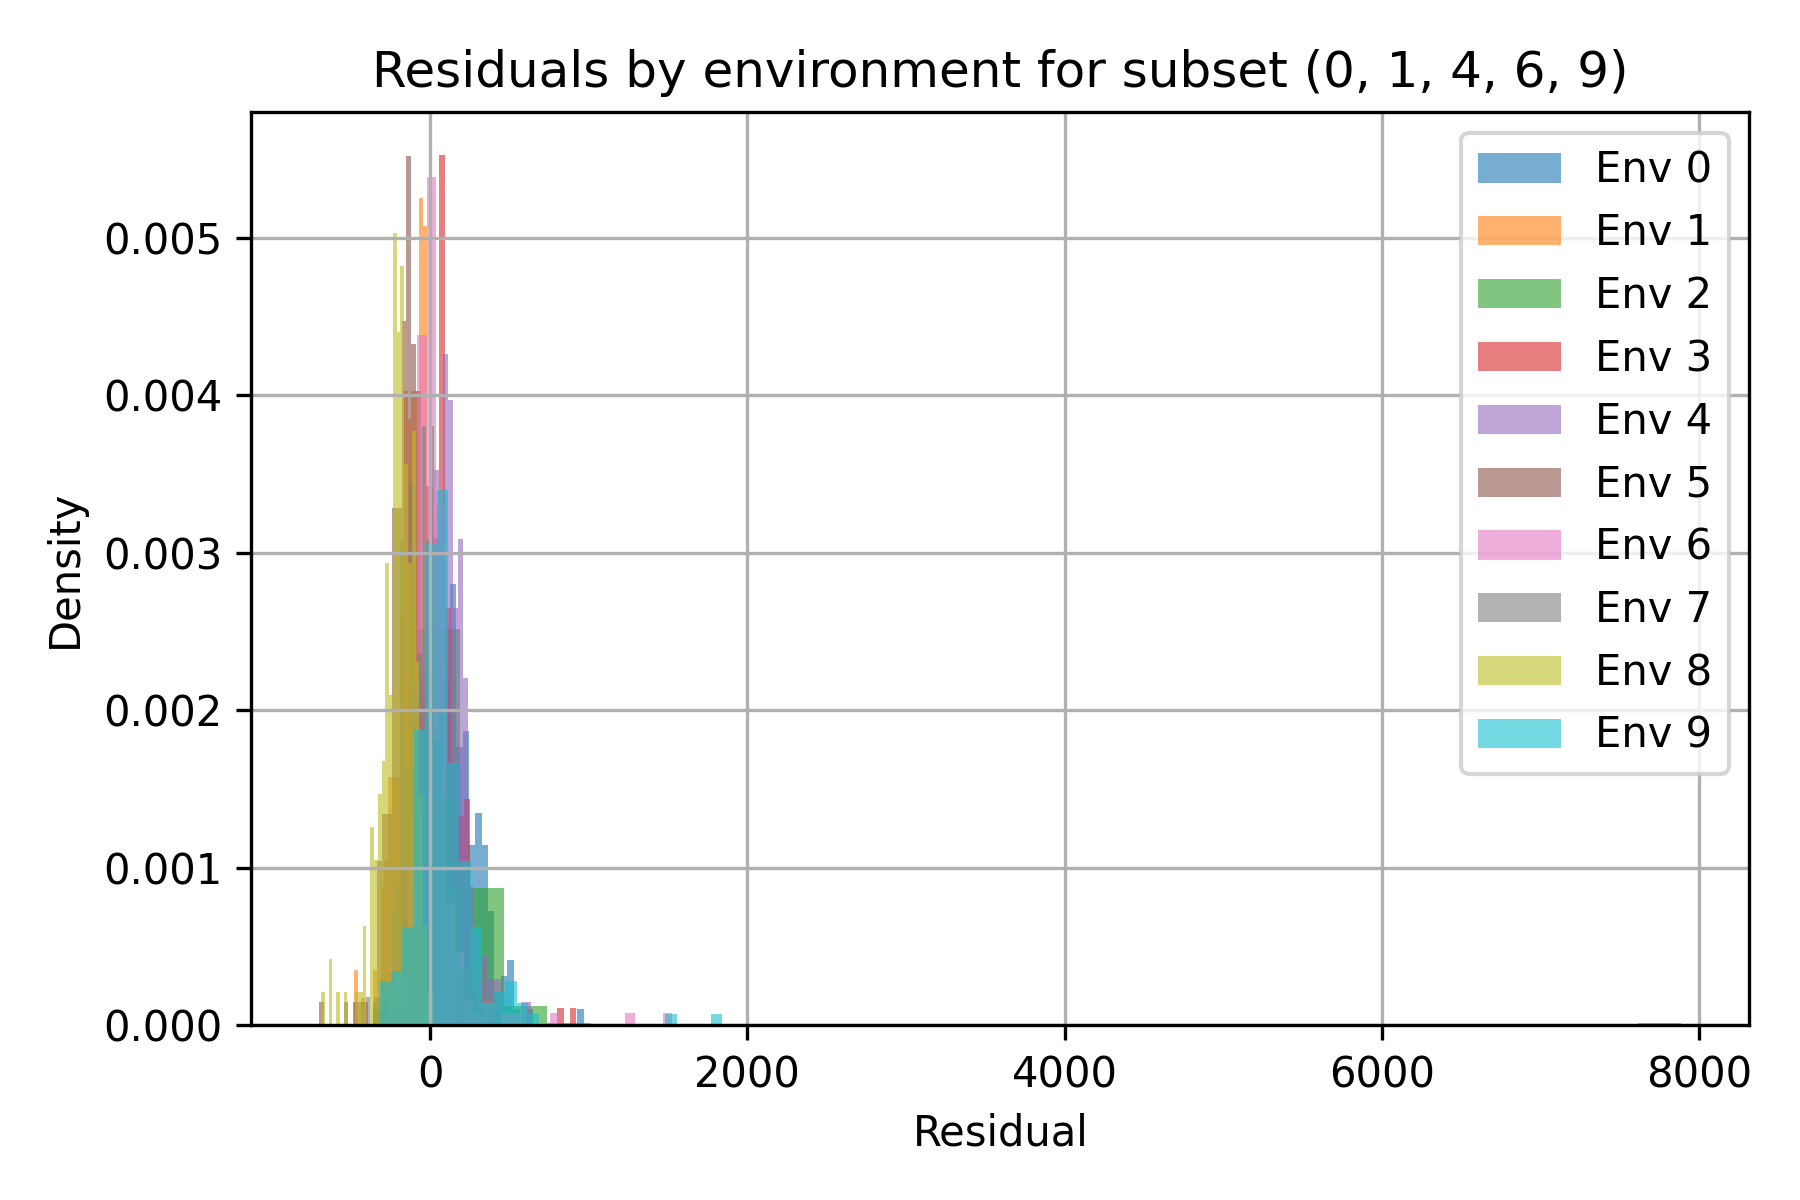 Residuals by environment for subset (0, 1, 4, 6, 9)
Density
0.005
0.004
0.003
0.002
0.001
0.000
0
2000
4000
6000
8000
Residual
Env 0
Env 1
Env 2
Env 3
Env 4
Env 5
Env 6
Env 7
Env 8
Env 9